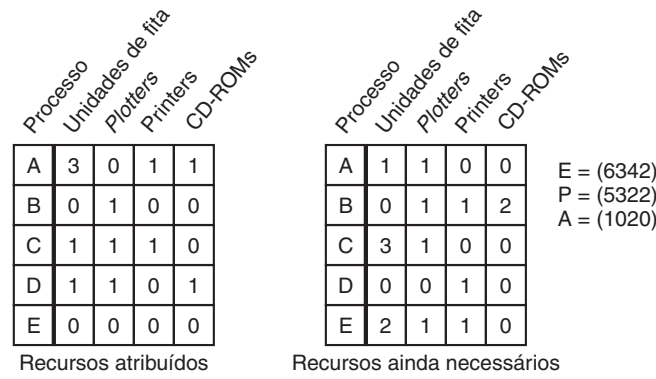 Processo Unidades de fita Plotters Printers CD-ROMs
A 3 0 1 1
B 0 1 0 0
C 1 1 1 0
D 1 1 0 1
E 0 0 0 0
Recursos atribuídos
Processo Unidades de fita Plotters Printers CD-ROMs
A 1 1 0 0
B 0 1 1 2
C 3 1 0 0
D 0 0 1 0
E 2 1 1 0
Recursos ainda necessários
E = (6342)
P = (5322)
A = (1020)